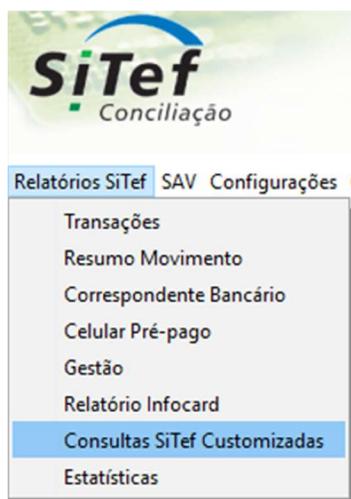 SiTef
Conciliação
Relatórios SiTef SAV Configurações
Transações
Resumo Movimento
Correspondente Bancário
Celular Pré-pago
Gestão
Relatório Infocard
Consultas SiTef Customizadas
Estatísticas